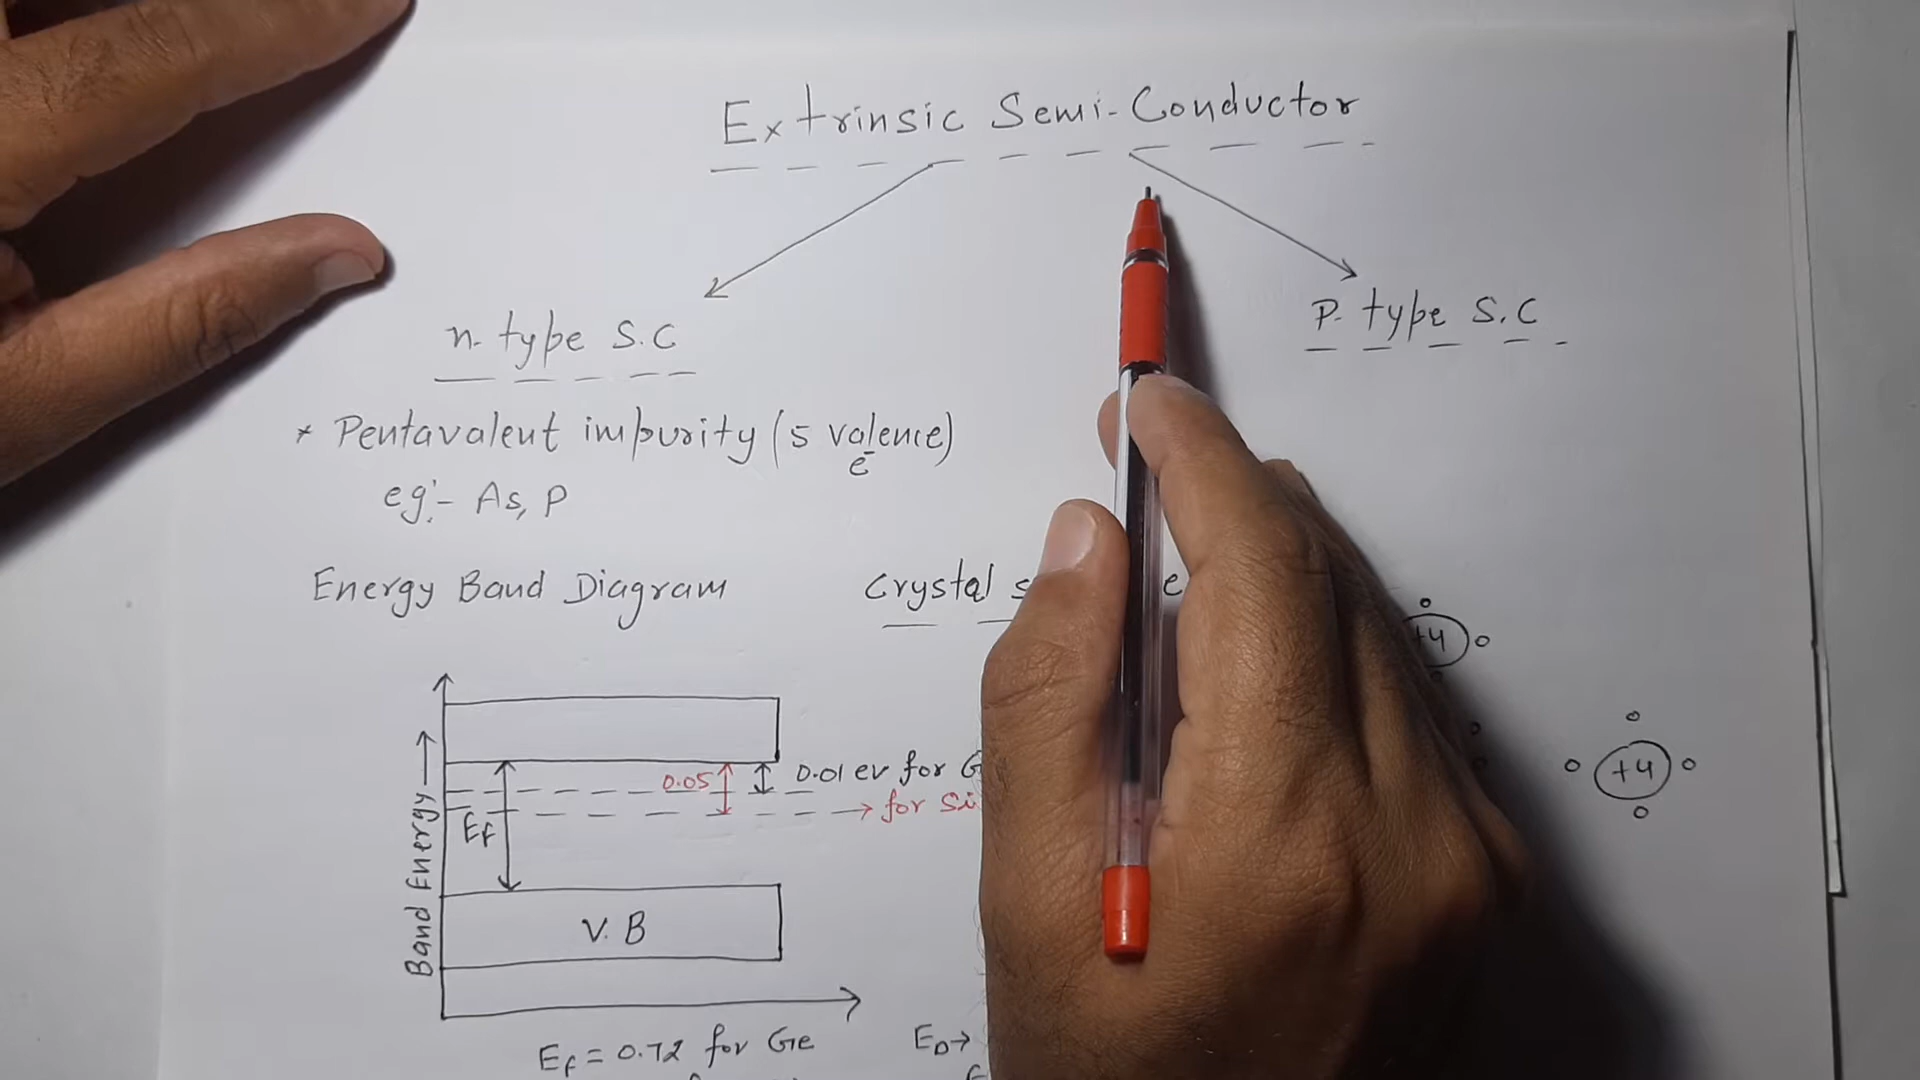 Extrinsic Semi-Conductor
n-type S.C
P-type S.C
* Pentavalent impurity (5 valence)
e-
eg:- As, P
Energy Band Diagram
Crystal
+4
+4
0.05
0.01 ev for
for Si
EF
Band Energy →
V.B
Ef = 0.72 for Ge
ED→